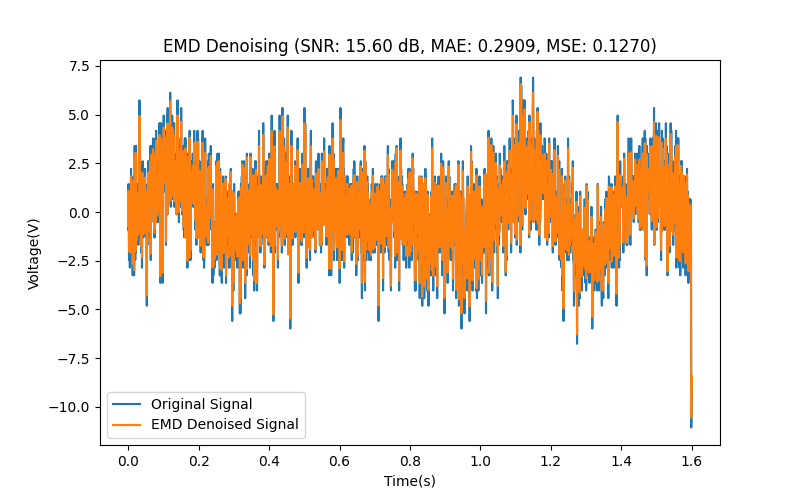 EMD Denoising (SNR: 15.60 dB, MAE: 0.2909, MSE: 0.1270)
7.5
5.0
2.5
0.0
−2.5
−5.0
−7.5
−10.0
Voltage(V)
Original Signal
EMD Denoised Signal
0.0 0.2 0.4 0.6 0.8 1.0 1.2 1.4 1.6
Time(s)